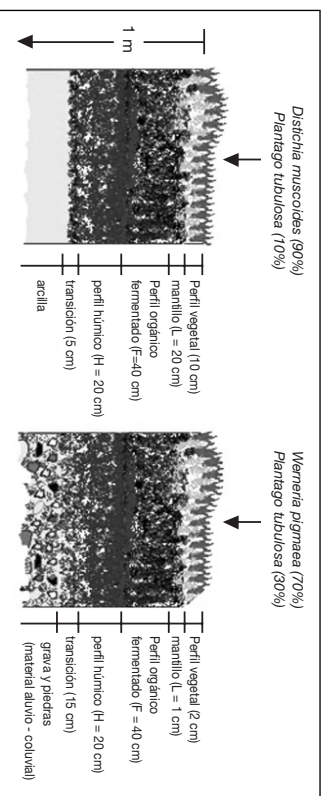 1 m
Distichia muscoides (90%)
Plantago tubulosa (10%)
Perfil vegetal (10 cm)
mantillo (L = 20 cm)
Perfil orgánico
fermentado (F=40 cm)
perfil húmico (H = 20 cm)
transición (5 cm)
arcilla
Werneria pigmaea (70%)
Plantago tubulosa (30%)
Perfil vegetal (2 cm)
mantillo (L = 1 cm)
Perfil orgánico
fermentado (F = 40 cm)
perfil húmico (H = 20 cm)
transición (15 cm)
grava y piedras
(material aluvio - coluvial)